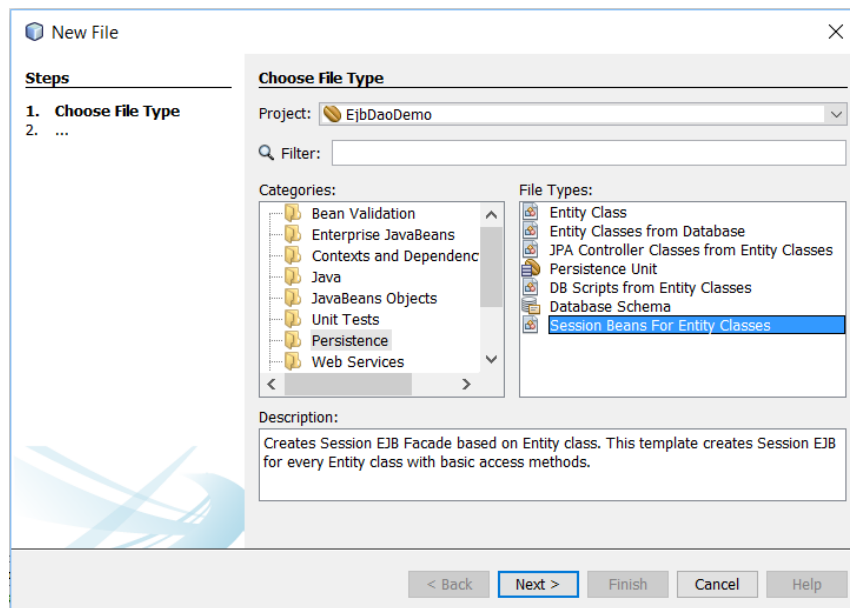 New File
Steps
1. Choose File Type
2. ...
Choose File Type
Project: EjbDaoDemo
Filter:
Categories:
Bean Validation
Enterprise JavaBeans
Contexts and Dependenc
Java
JavaBeans Objects
Unit Tests
Persistence
Web Services
File Types:
Entity Class
Entity Classes from Database
JPA Controller Classes from Entity Classes
Persistence Unit
DB Scripts from Entity Classes
Database Schema
Session Beans For Entity Classes
Description:
Creates Session EJB Facade based on Entity class. This template creates Session EJB
for every Entity class with basic access methods.
< Back Next > Finish Cancel Help